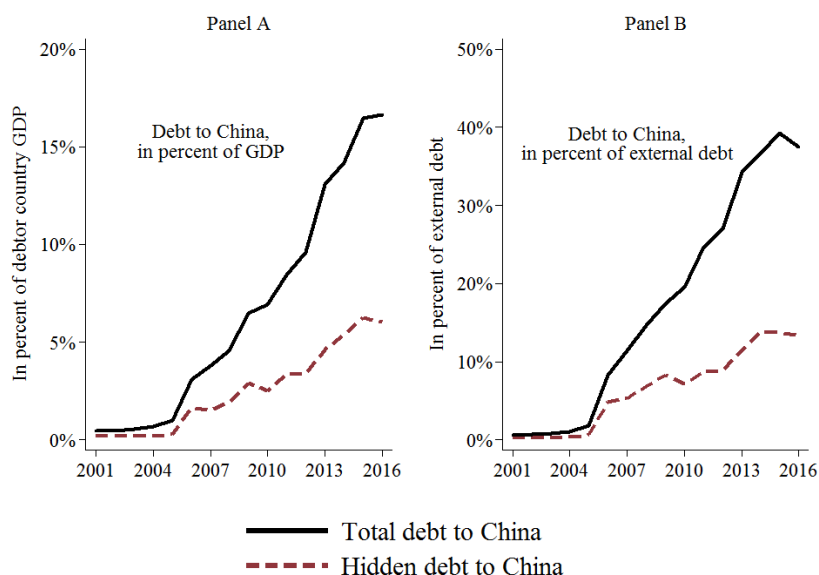 Panel A
In percent of debtor country GDP
20%
15%
10%
5%
0%
Debt to China,
in percent of GDP
2001 2004 2007 2010 2013 2016
Panel B
In percent of external debt
50%
40%
30%
20%
10%
0%
Debt to China,
in percent of external debt
2001 2004 2007 2010 2013 2016
Total debt to China
Hidden debt to China